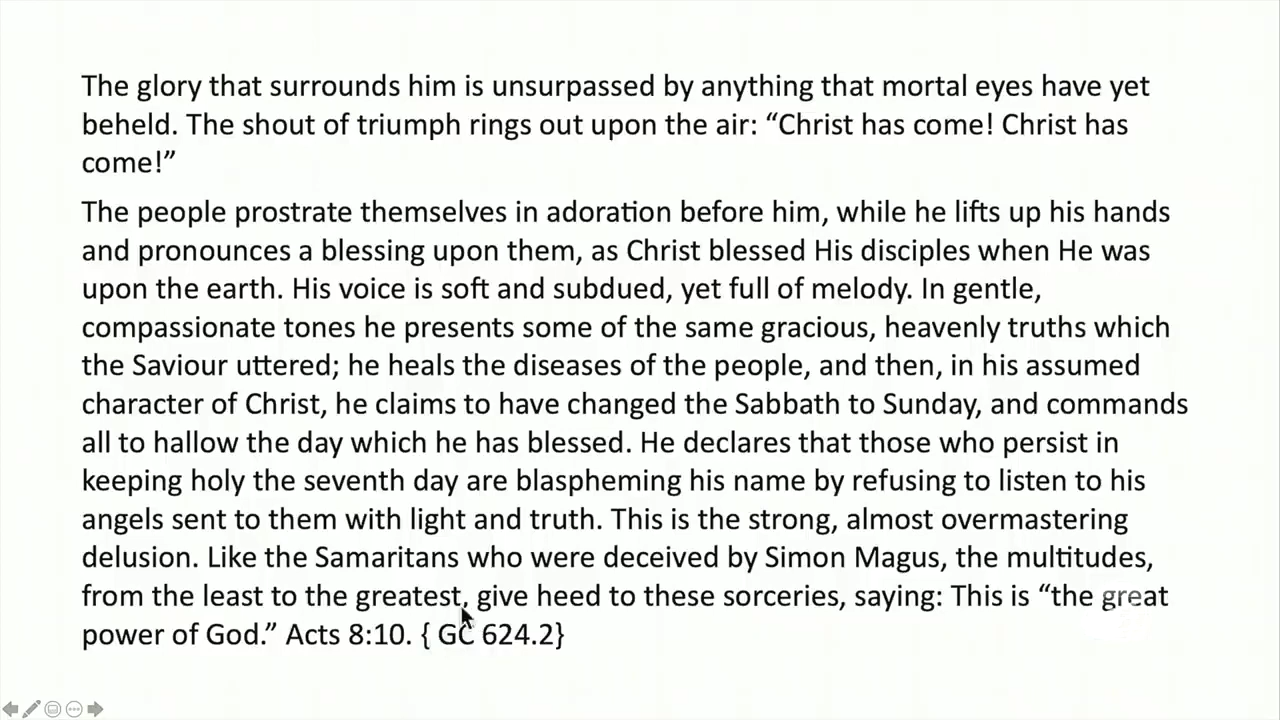 The glory that surrounds him is unsurpassed by anything that mortal eyes have yet
beheld. The shout of triumph rings out upon the air: “Christ has come! Christ has
come!”
The people prostrate themselves in adoration before him, while he lifts up his hands
and pronounces a blessing upon them, as Christ blessed His disciples when He was
upon the earth. His voice is soft and subdued, yet full of melody. In gentle,
compassionate tones he presents some of the same gracious, heavenly truths which
the Saviour uttered; he heals the diseases of the people, and then, in his assumed
character of Christ, he claims to have changed the Sabbath to Sunday, and commands
all to hallow the day which he has blessed. He declares that those who persist in
keeping holy the seventh day are blaspheming his name by refusing to listen to his
angels sent to them with light and truth. This is the strong, almost overmastering
delusion. Like the Samaritans who were deceived by Simon Magus, the multitudes,
from the least to the greatest, give heed to these sorceries, saying: This is “the great
power of God.” Acts 8:10. { GC 624.2}